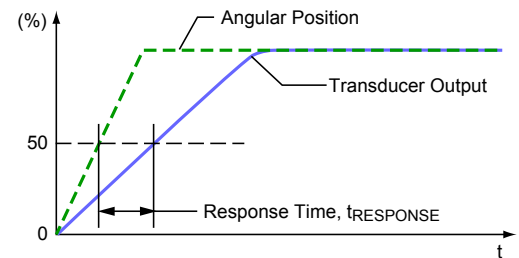 (%)
Angular Position
Transducer Output
50
Response Time, tRESPONSE
0
t